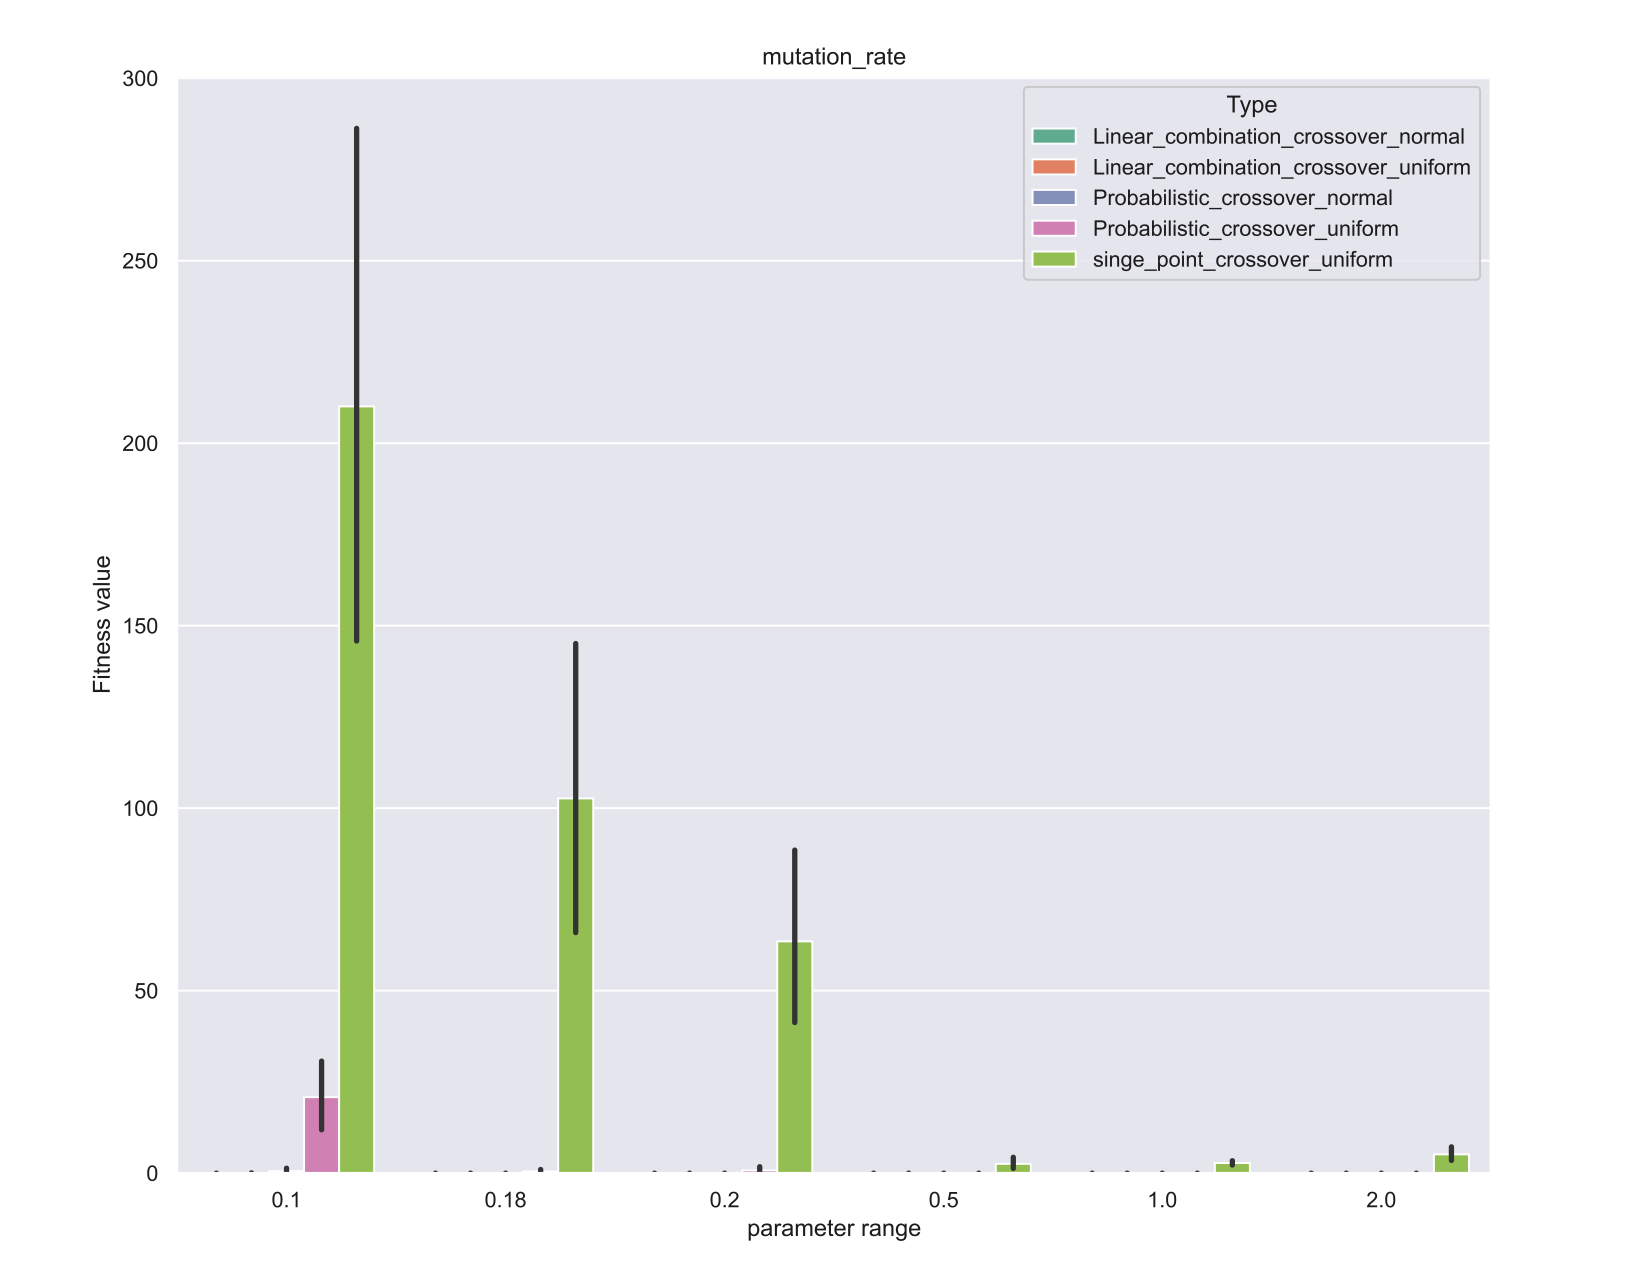 mutation_rate
300
250
200
150
100
50
0
Fitness value
Type
Linear_combination_crossover_normal
Linear_combination_crossover_uniform
Probabilistic_crossover_normal
Probabilistic_crossover_uniform
singe_point_crossover_uniform
0.1 0.18 0.2 0.5 1.0 2.0
parameter range